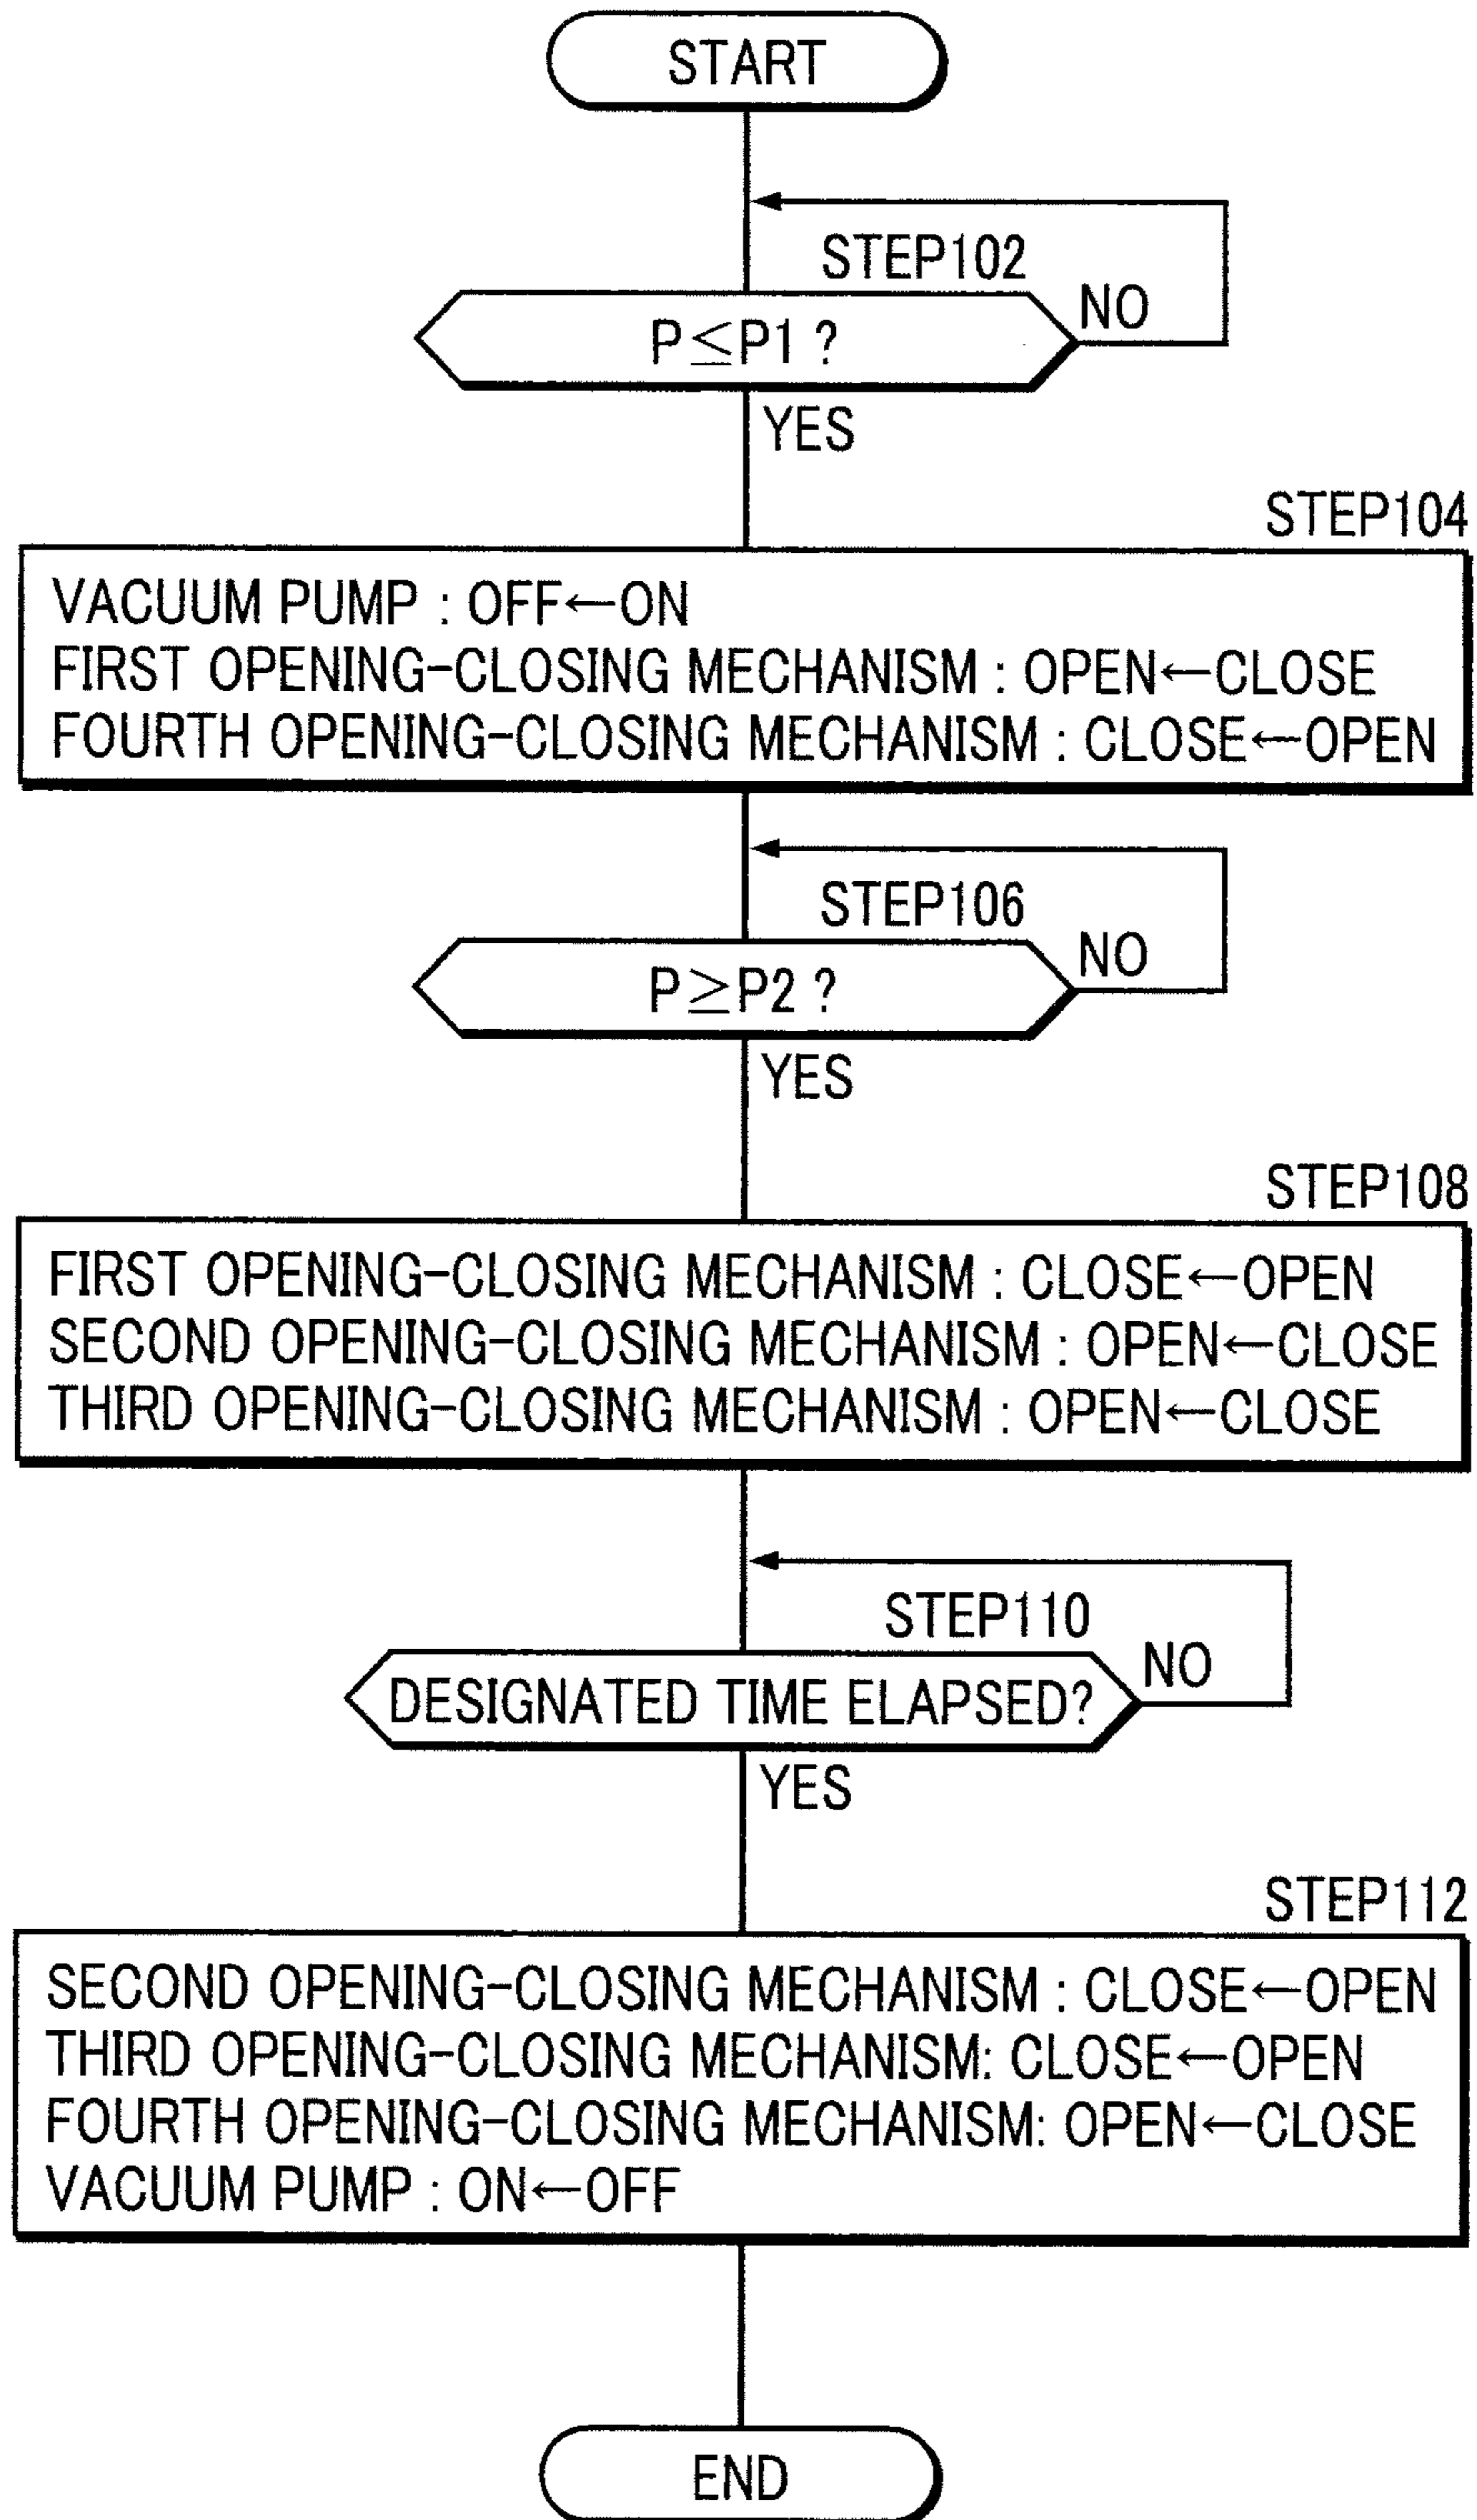 START
STEP102
P≦P1 ?
NO
YES
STEP104
VACUUM PUMP : OFF←ON
FIRST OPENING-CLOSING MECHANISM : OPEN←CLOSE
FOURTH OPENING-CLOSING MECHANISM : CLOSE←OPEN
STEP106
P≧P2 ?
NO
YES
STEP108
FIRST OPENING-CLOSING MECHANISM : CLOSE←OPEN
SECOND OPENING-CLOSING MECHANISM : OPEN←CLOSE
THIRD OPENING-CLOSING MECHANISM : OPEN←CLOSE
STEP110
DESIGNATED TIME ELAPSED?
NO
YES
STEP112
SECOND OPENING-CLOSING MECHANISM : CLOSE←OPEN
THIRD OPENING-CLOSING MECHANISM: CLOSE←OPEN
FOURTH OPENING-CLOSING MECHANISM: OPEN←CLOSE
VACUUM PUMP : ON←OFF
END